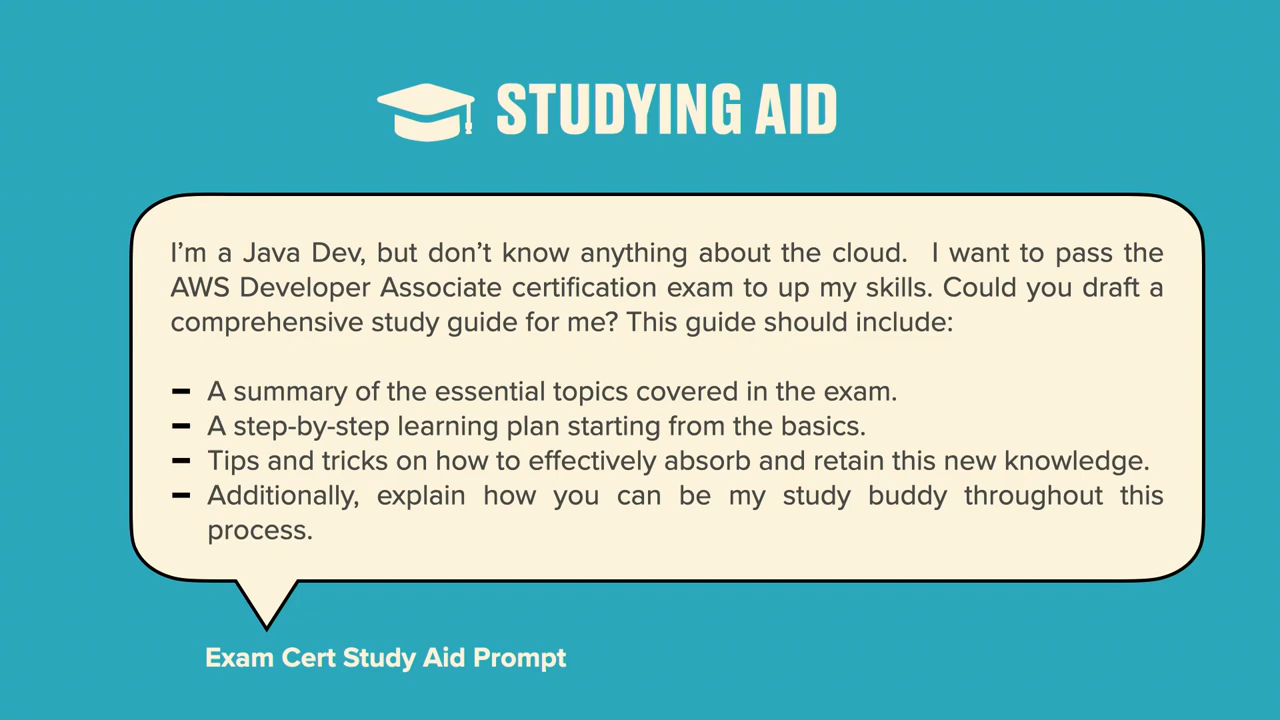 STUDYING AID
I'm a Java Dev, but don't know anything about the cloud.  I want to pass the
AWS Developer Associate certification exam to up my skills. Could you draft a
comprehensive study guide for me? This guide should include:
– A summary of the essential topics covered in the exam.
– A step-by-step learning plan starting from the basics.
– Tips and tricks on how to effectively absorb and retain this new knowledge.
– Additionally, explain how you can be my study buddy throughout this
process.
Exam Cert Study Aid Prompt